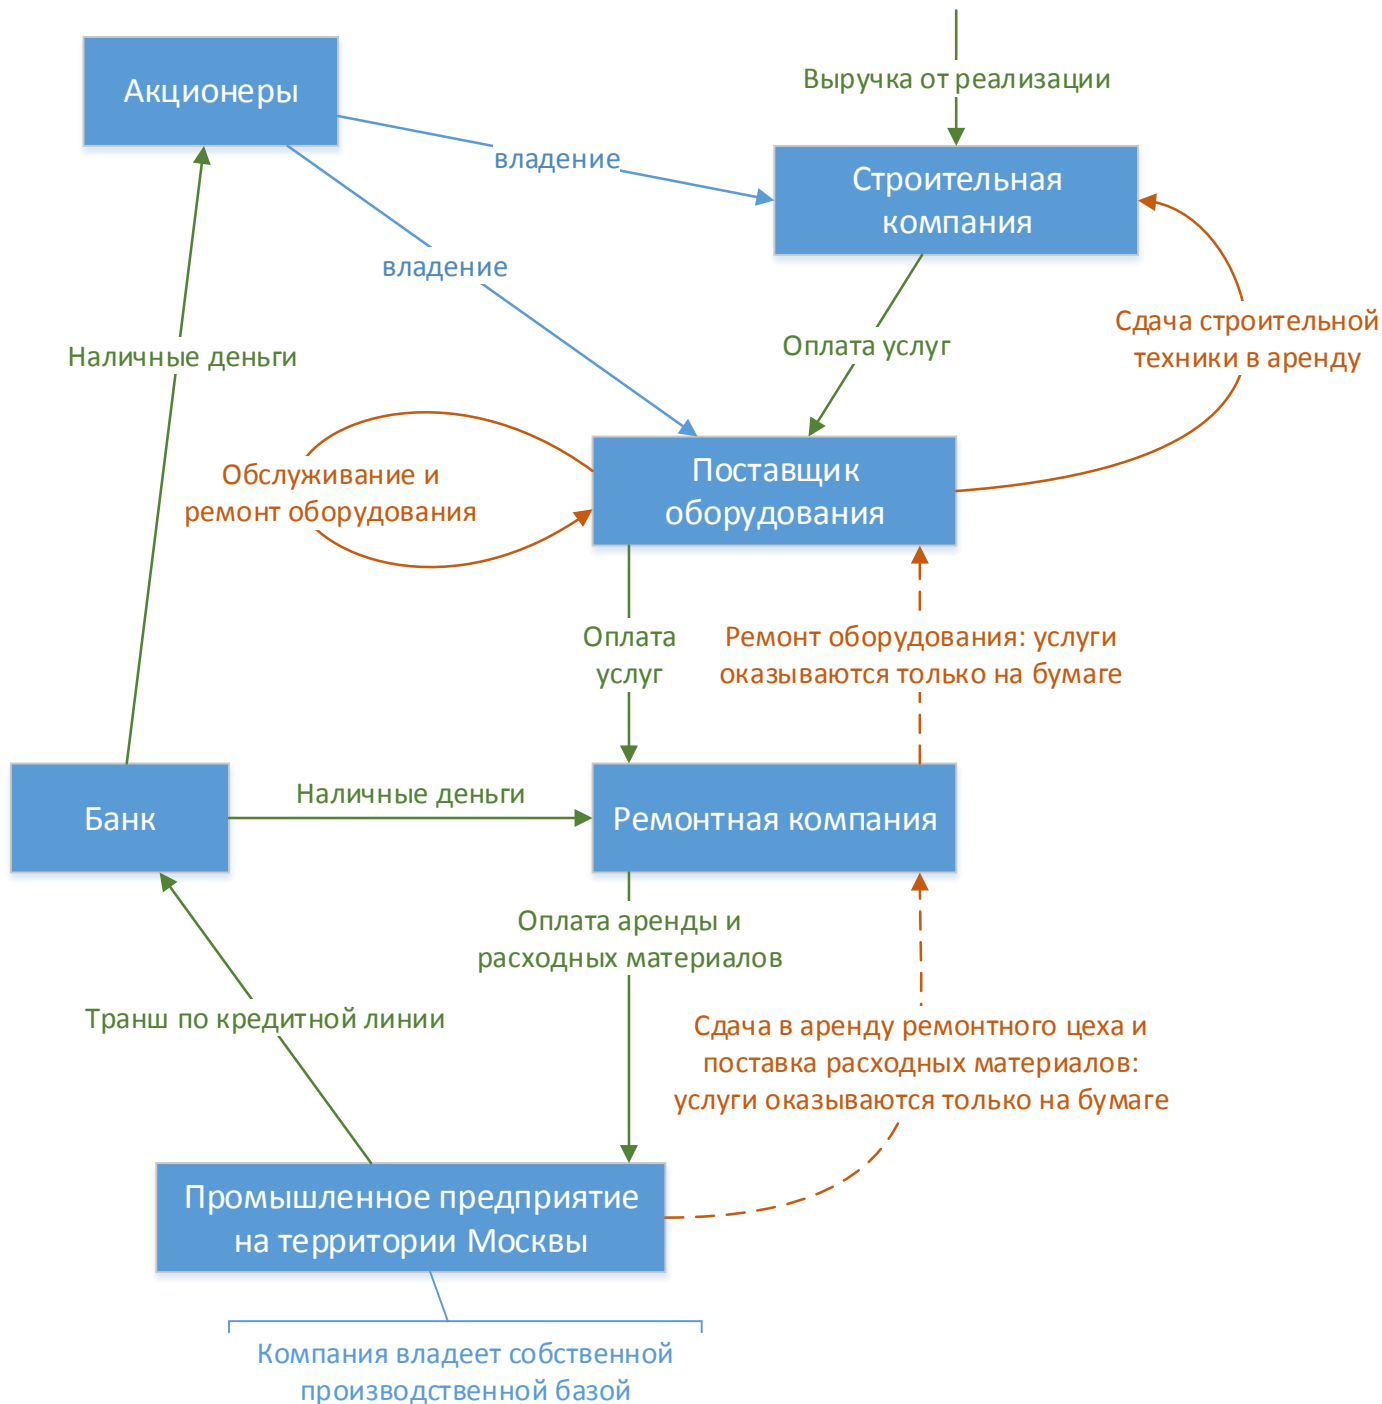 Выручка от реализации
Акционеры
владение
Строительная
компания
владение
Наличные деньги
Оплата услуг
Сдача строительной
техники в аренду
Обслуживание и
ремонт оборудования
Поставщик
оборудования
Оплата
услуг
Ремонт оборудования: услуги
оказываются только на бумаге
Банк
Наличные деньги
Ремонтная компания
Оплата аренды и
расходных материалов
Транш по кредитной линии
Сдача в аренду ремонтного цеха и
поставка расходных материалов:
услуги оказываются только на бумаге
Промышленное предприятие
на территории Москвы
Компания владеет собственной
производственной базой